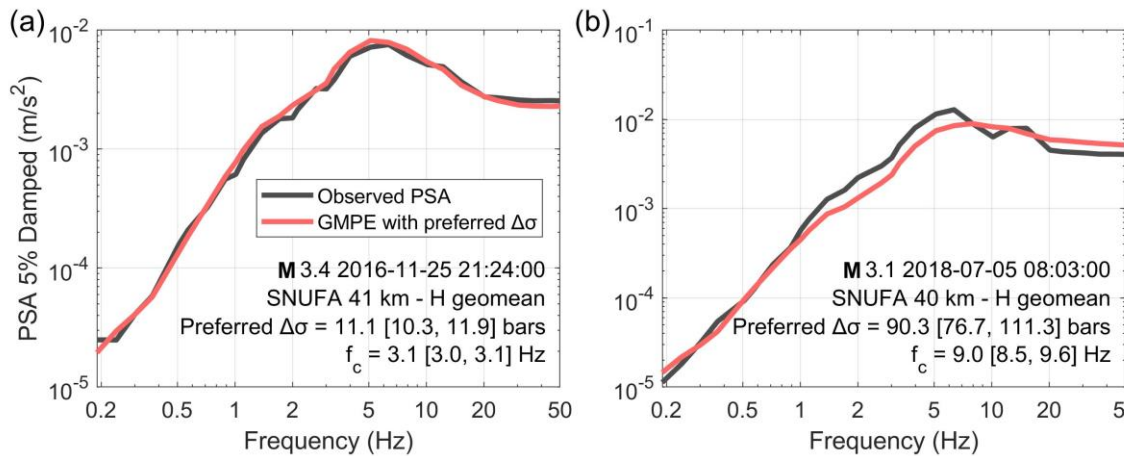 (a)
10^-2
10^-3
10^-4
10^-5
PSA 5% Damped (m/s^2)
Observed PSA
GMPE with preferred Δσ
M 3.4 2016-11-25 21:24:00
SNUFA 41 km - H geomean
Preferred Δσ = 11.1 [10.3, 11.9] bars
f_c = 3.1 [3.0, 3.1] Hz
0.2 0.5 1 2 5 10 20 50
Frequency (Hz)
(b)
10^-1
10^-2
10^-3
10^-4
10^-5
M 3.1 2018-07-05 08:03:00
SNUFA 40 km - H geomean
Preferred Δσ = 90.3 [76.7, 111.3] bars
f_c = 9.0 [8.5, 9.6] Hz
0.2 0.5 1 2 5 10 20
Frequency (Hz)